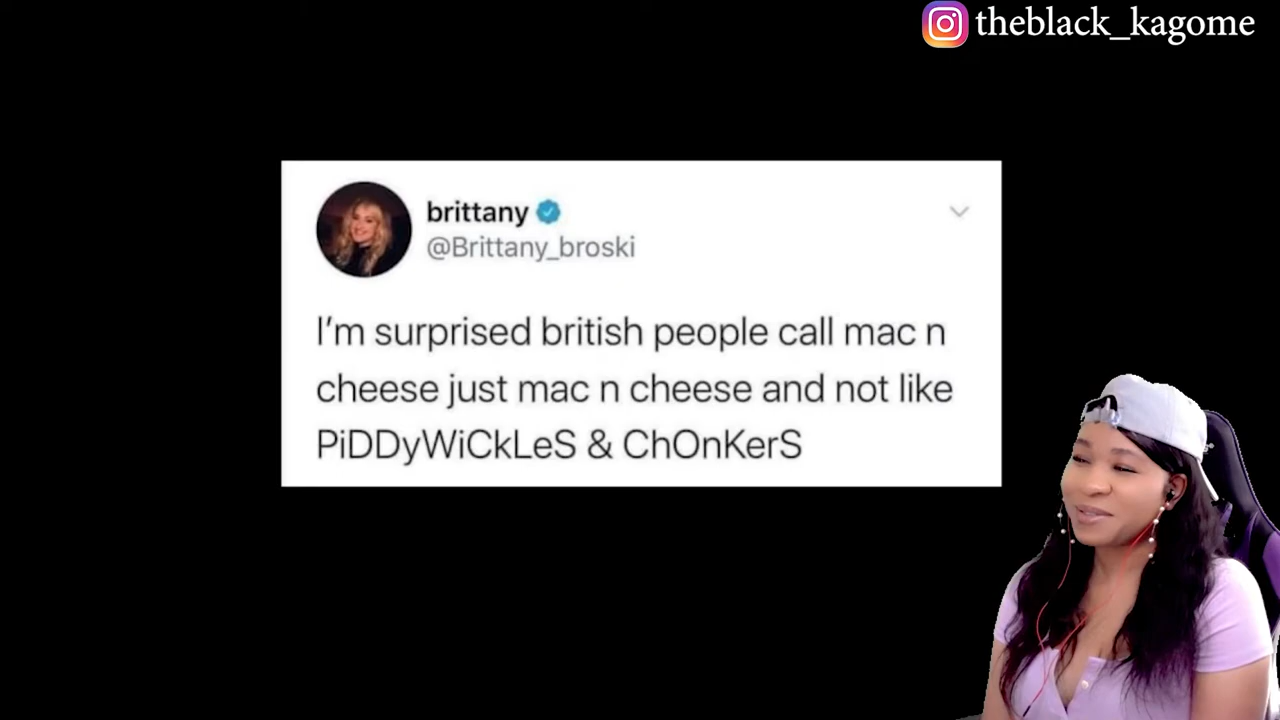 theblack_kagome
brittany
@Brittany_broski
I'm surprised british people call mac n
cheese just mac n cheese and not like
PiDDyWiCkLeS & ChOnKerS